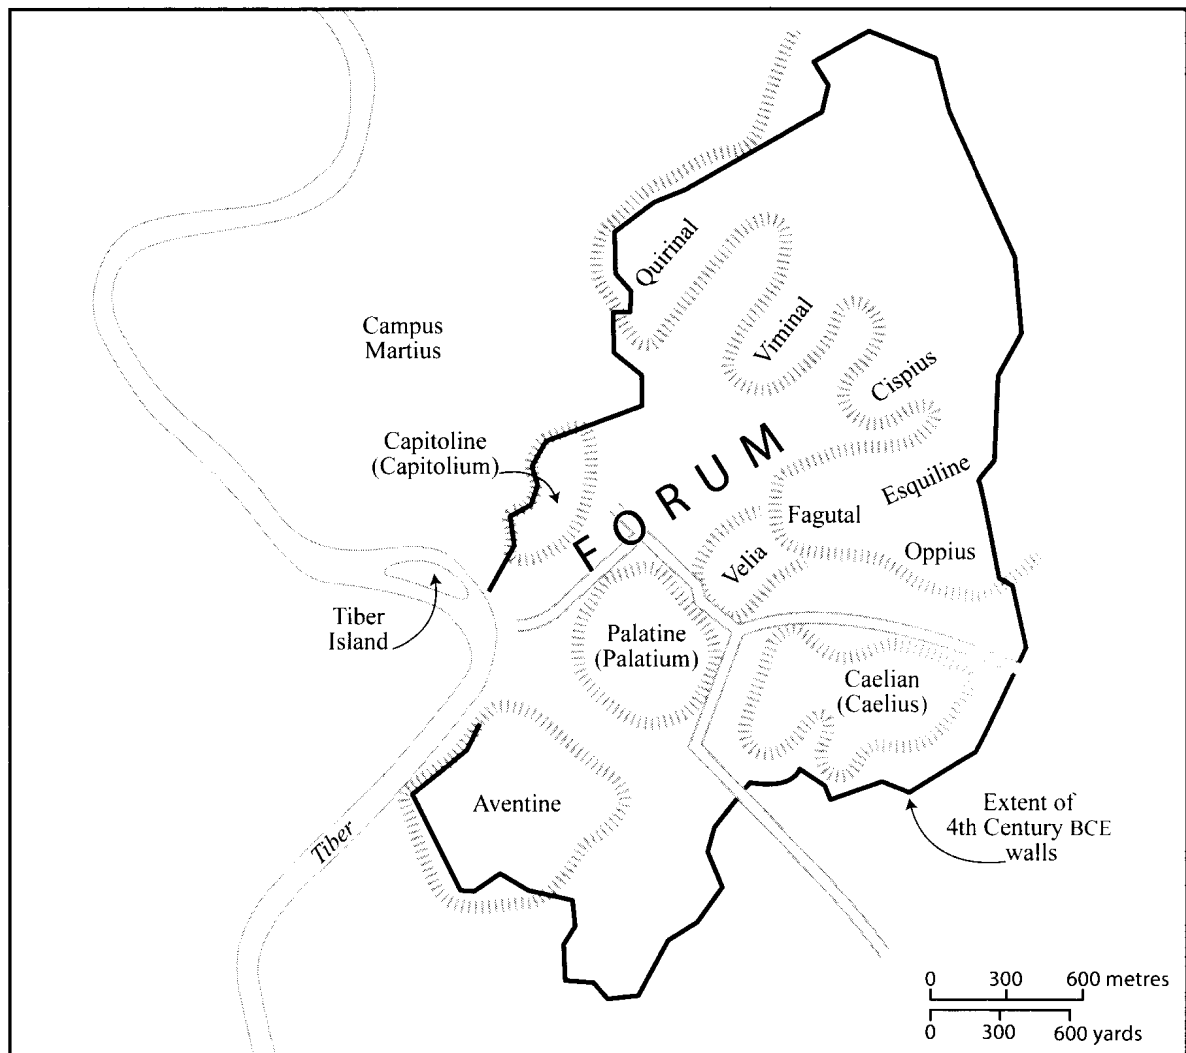 Quirinal
Campus
Martius
Viminal
Cispius
Capitoline
(Capitolium)
FORUM
Esquiline
Fagutal
Oppius
Velia
Tiber
Island
Palatine
(Palatium)
Caelian
(Caelius)
Aventine
Tiber
Extent of
4th Century BCE
walls
0 300 600 metres
0 300 600 yards